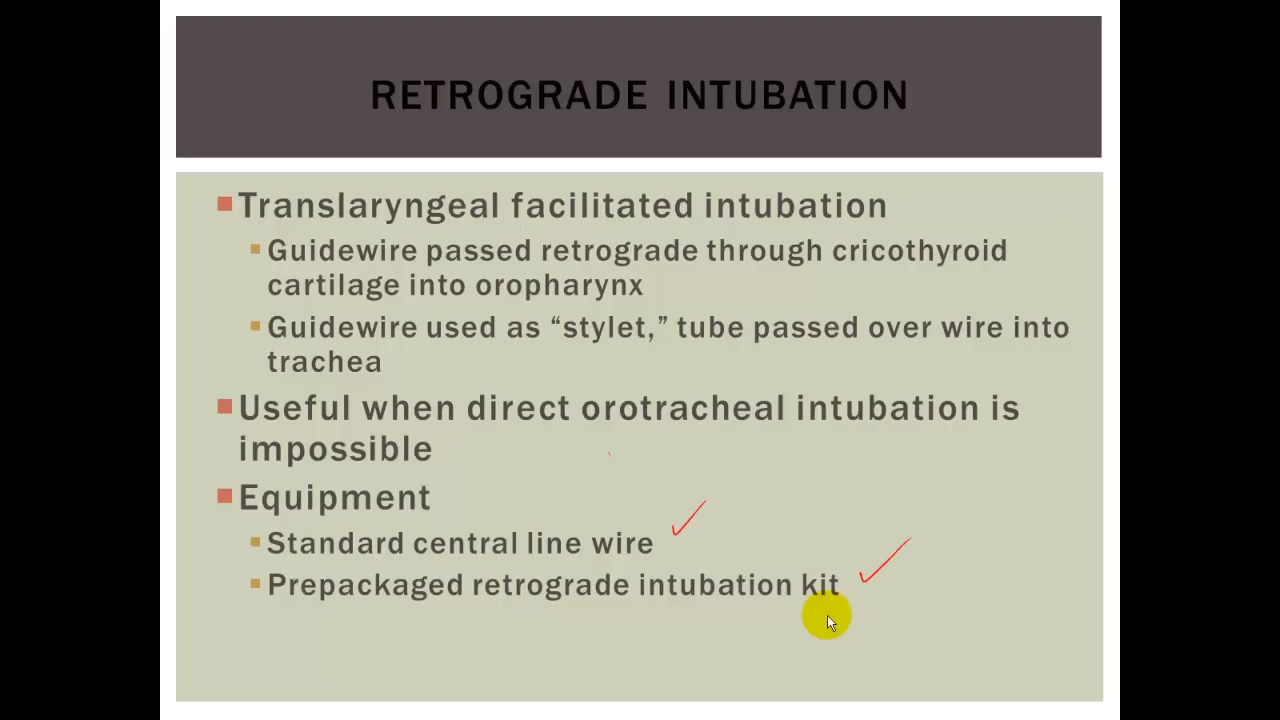 RETROGRADE INTUBATION
Translaryngeal facilitated intubation
Guidewire passed retrograde through cricothyroid
cartilage into oropharynx
Guidewire used as “stylet,” tube passed over wire into
trachea
Useful when direct orotracheal intubation is
impossible
Equipment
Standard central line wire
Prepackaged retrograde intubation kit